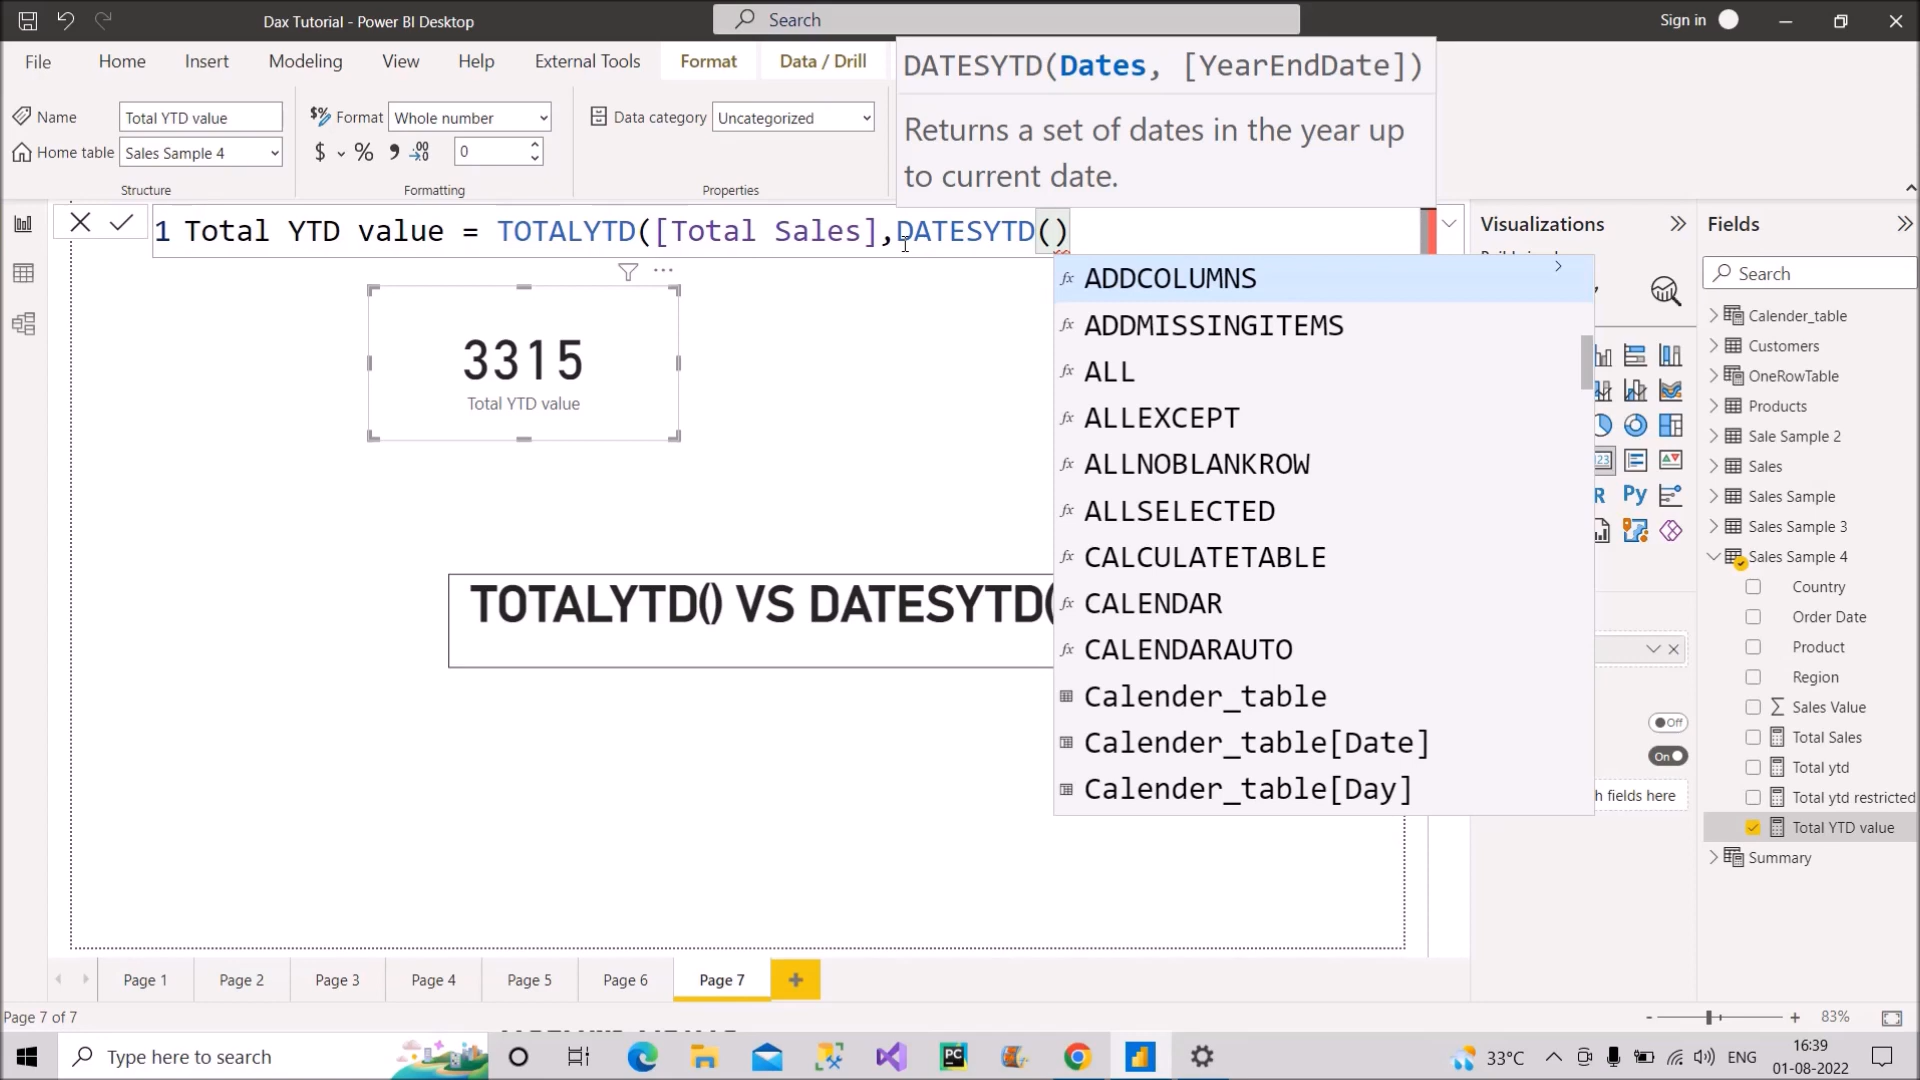 Dax Tutorial - Power BI Desktop
Search
Sign in
File
Home
Insert
Modeling
View
Help
External Tools
Format
Data / Drill
DATESYTD(Dates, [YearEndDate])
Returns a set of dates in the year up
to current date.
Name
Total YTD value
Home table
Sales Sample 4
Structure
Format
Whole number
$
%
0
Formatting
Data category
Uncategorized
Properties
1 Total YTD value = TOTALYTD([Total Sales],DATESYTD()
3315
Total YTD value
TOTALYTD() VS DATESYTD(
ADDCOLUMNS
ADDMISSINGITEMS
ALL
ALLEXCEPT
ALLNOBLANKROW
ALLSELECTED
CALCULATETABLE
CALENDAR
CALENDARAUTO
Calender_table
Calender_table[Date]
Calender_table[Day]
Visualizations
123
R
Py
Off
On
h fields here
Fields
Search
Calender_table
Customers
OneRowTable
Products
Sale Sample 2
Sales
Sales Sample
Sales Sample 3
Sales Sample 4
Country
Order Date
Product
Region
Sales Value
Total Sales
Total ytd
Total ytd restricted
Total YTD value
Summary
Page 1
Page 2
Page 3
Page 4
Page 5
Page 6
Page 7
+
Page 7 of 7
- + 83%
Type here to search
PC
33°C
ENG
16:39
01-08-2022